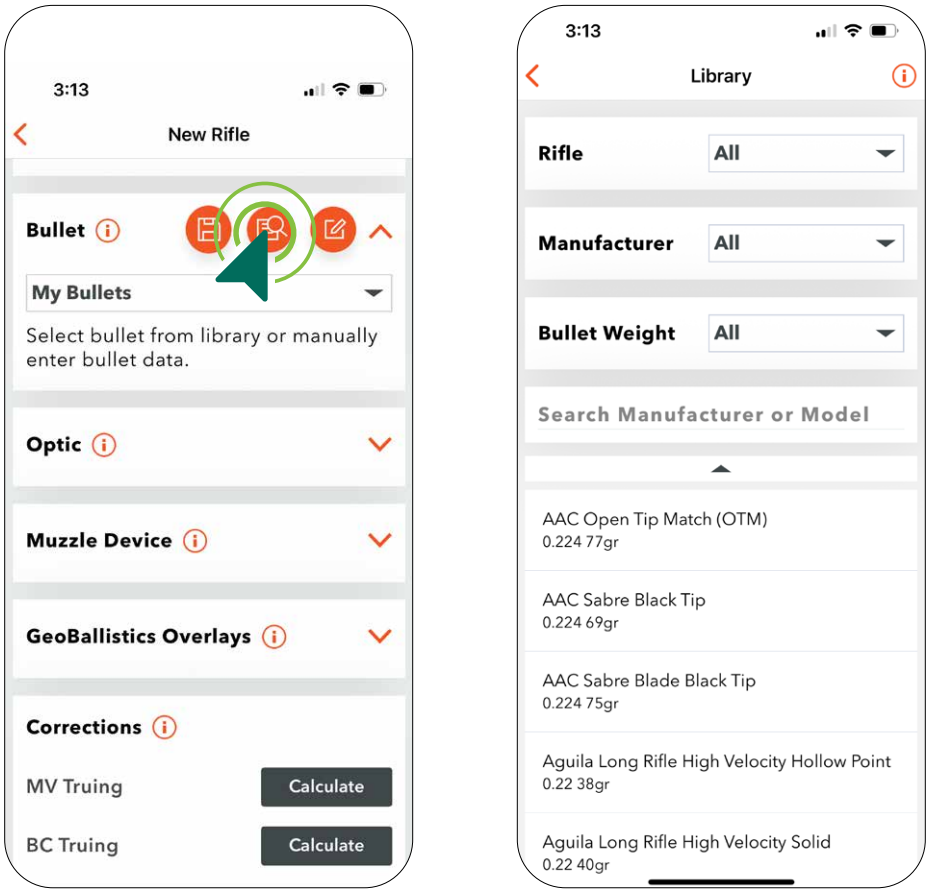 3:13
New Rifle
Bullet
My Bullets
Select bullet from library or manually
enter bullet data.
Optic
Muzzle Device
GeoBallistics Overlays
Corrections
MV Truing
Calculate
BC Truing
Calculate
3:13
Library
Rifle
All
Manufacturer
All
Bullet Weight
All
Search Manufacturer or Model
AAC Open Tip Match (OTM)
0.224 77gr
AAC Sabre Black Tip
0.224 69gr
AAC Sabre Blade Black Tip
0.224 75gr
Aguila Long Rifle High Velocity Hollow Point
0.22 38gr
Aguila Long Rifle High Velocity Solid
0.22 40gr